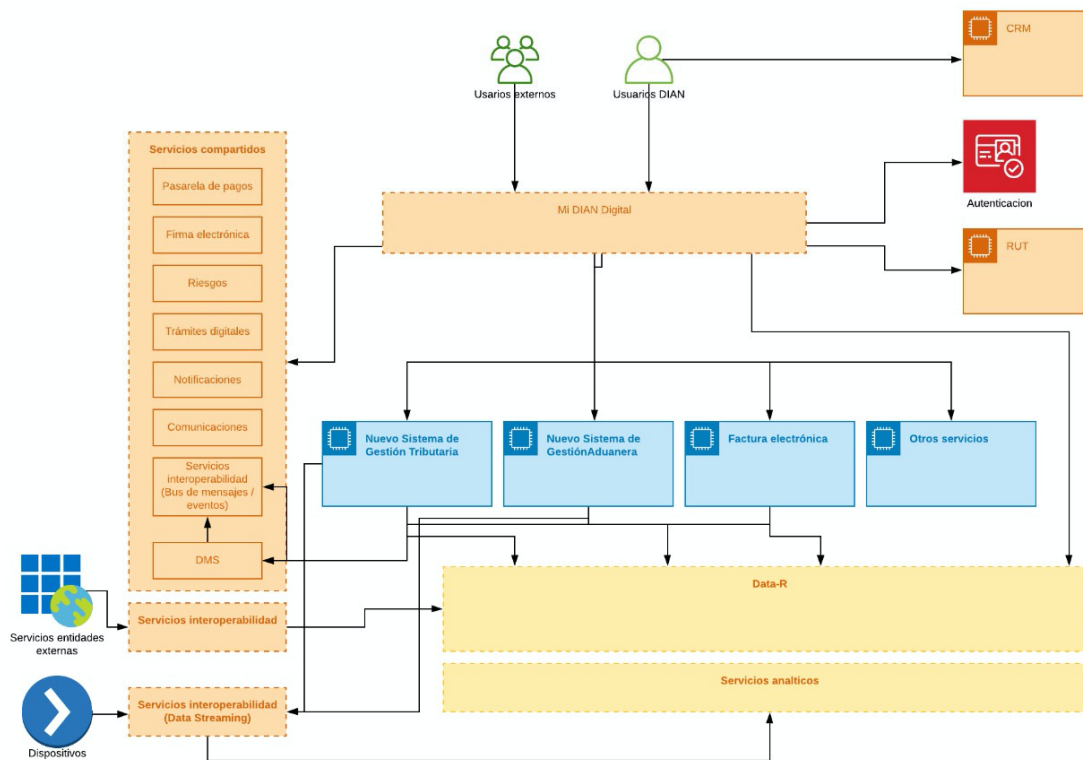 CRM
Usarios externos
Usuarios DIAN
Servicios compartidos
Pasarela de pagos
Mi DIAN Digital
Autenticacion
Firma electrónica
RUT
Riesgos
Trámites digitales
Notificaciones
Comunicaciones
Nuevo Sistema de
Gestión Tributaria
Nuevo Sistema de
GestiónAduanera
Factura electrónica
Otros servicios
Servicios
interoperabilidad
(Bus de mensajes /
eventos)
DMS
Data-R
Servicios entidades
externas
Servicios interoperabilidad
Servicios analticos
Servicios interoperabilidad
(Data Streaming)
Dispositivos